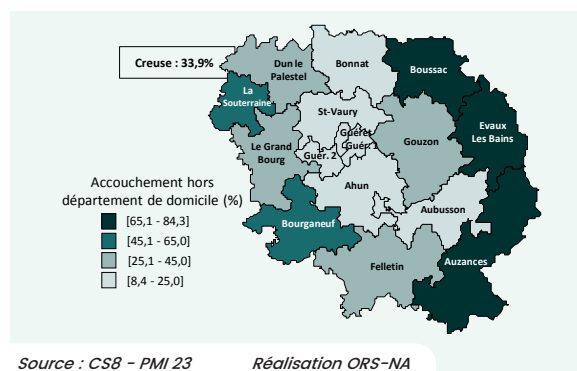 Creuse : 33,9%
Dun le
Palestel
Bonnat
Boussac
La
Souterraine
St-Vaury
Evaux
Les Bains
Guéret
Guér. 1
Gouzon
Le Grand
Bourg
Guér. 2
Ahun
Aubusson
Bourganeuf
Felletin
Auzances
Accouchement hors
département de domicile (%)
[65,1 - 84,3]
[45,1 - 65,0]
[25,1 - 45,0]
[8,4 - 25,0]
Source : CS8 - PMI 23 Réalisation ORS-NA